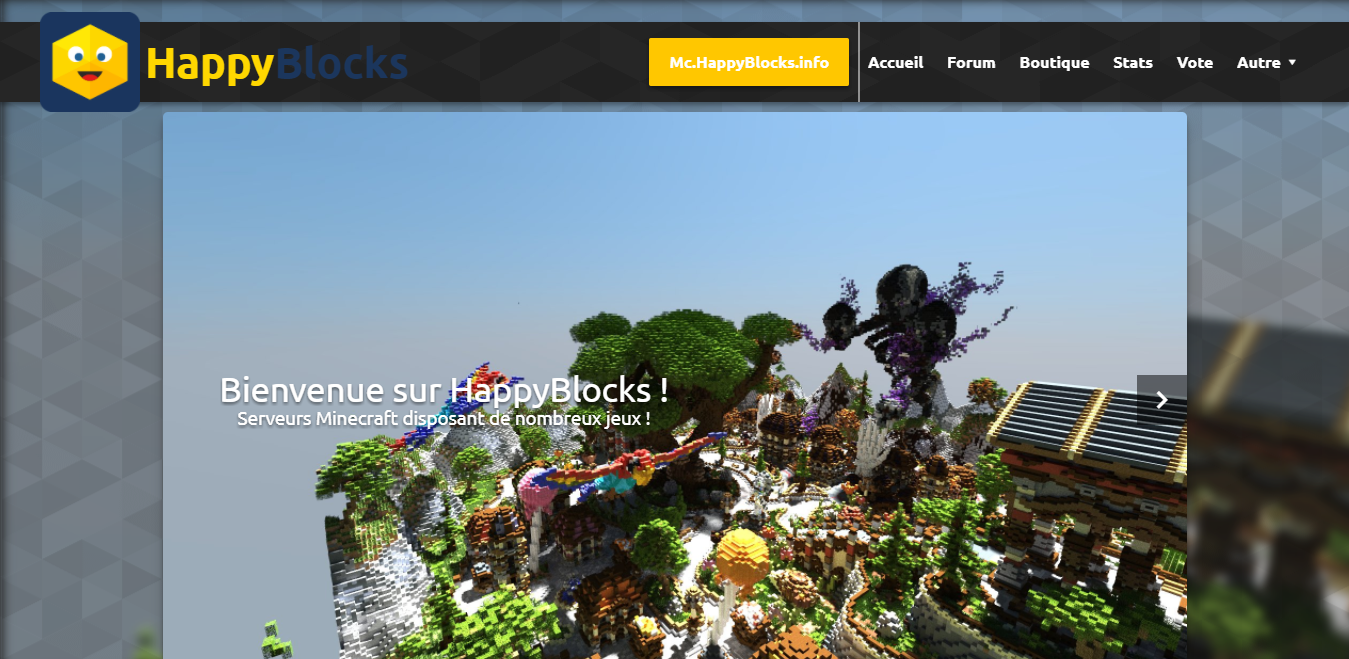 HappyBlocks
Mc.HappyBlocks.info
Accueil
Forum
Boutique
Stats
Vote
Autre
Bienvenue sur HappyBlocks !
Serveurs Minecraft disposant de nombreux jeux !